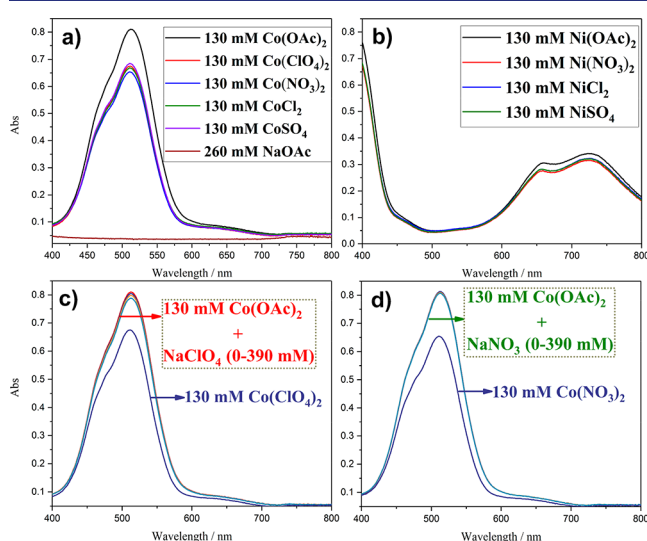 a)
130 mM Co(OAc)₂
130 mM Co(ClO₄)₂
130 mM Co(NO₃)₂
130 mM CoCl₂
130 mM CoSO₄
260 mM NaOAc
Abs
0.8
0.7
0.6
0.5
0.4
0.3
0.2
0.1
400 450 500 550 600 650 700 750 800
Wavelength / nm
b)
130 mM Ni(OAc)₂
130 mM Ni(NO₃)₂
130 mM NiCl₂
130 mM NiSO₄
0.9
0.8
0.7
0.6
0.5
0.4
0.3
0.2
0.1
0.0
400 500 600 700 800
Wavelength / nm
c)
130 mM Co(OAc)₂
+
NaClO₄ (0-390 mM)
130 mM Co(ClO₄)₂
Abs
0.8
0.7
0.6
0.5
0.4
0.3
0.2
0.1
400 500 600 700 800
Wavelength / nm
d)
130 mM Co(OAc)₂
+
NaNO₃ (0-390 mM)
130 mM Co(NO₃)₂
0.8
0.7
0.6
0.5
0.4
0.3
0.2
0.1
400 500 600 700 800
Wavelength / nm